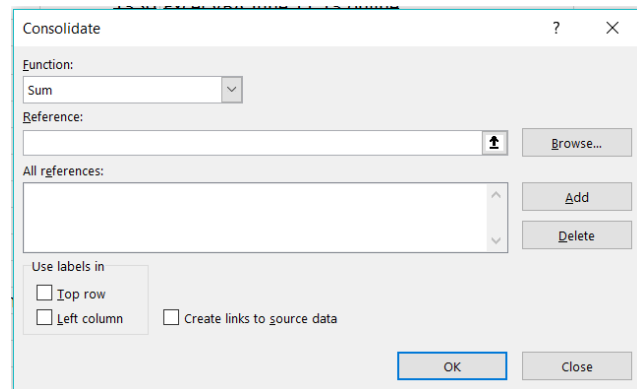 Consolidate ?
Function:
Sum
Reference:
Browse...
All references:
Add
Delete
Use labels in
Top row
Left column Create links to source data
OK Close